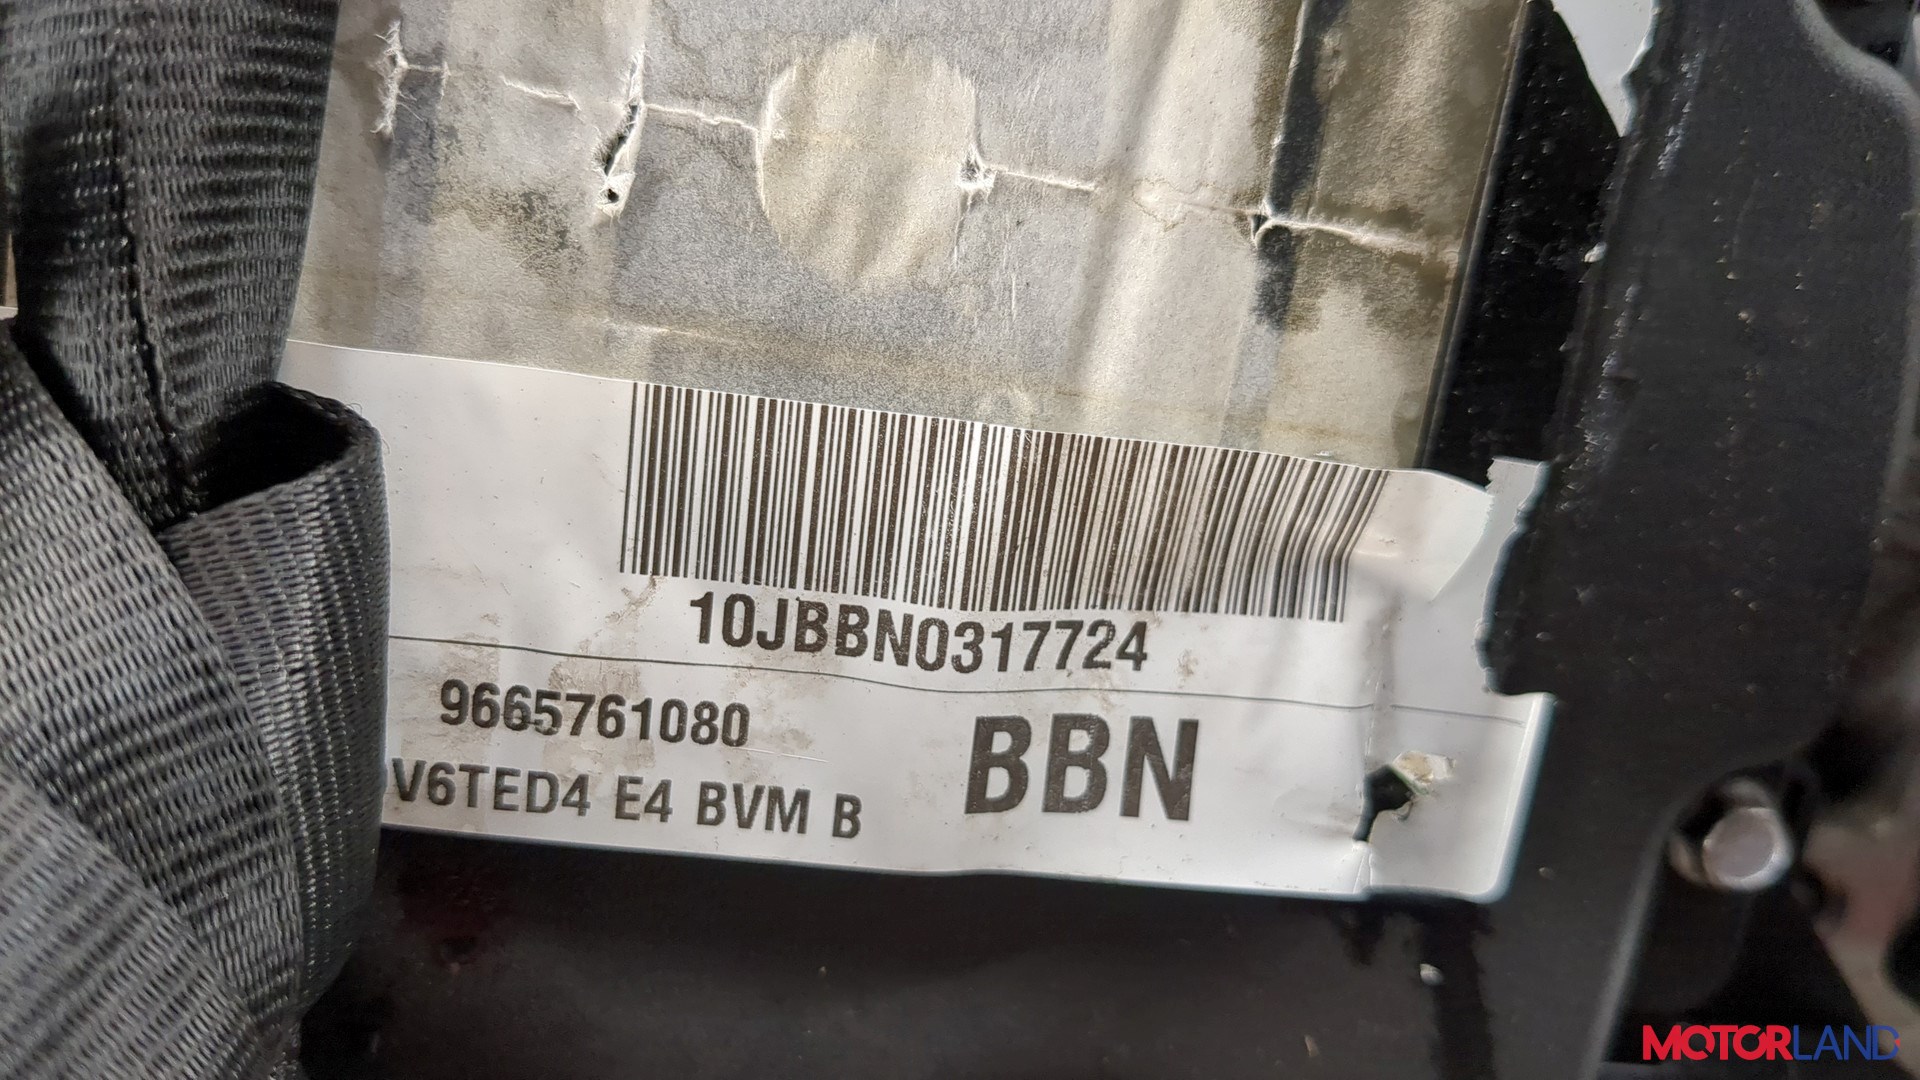 10JBBN0317724
9665761080
BBN
V6TED4 E4 BVM B
MOTORLAND